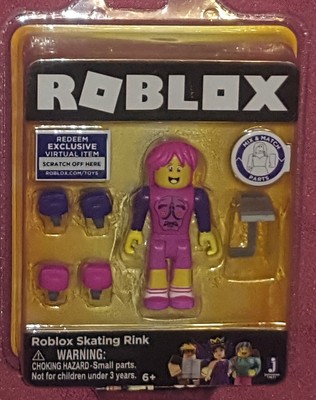 ROBLOX
REDEEM
EXCLUSIVE
VIRTUAL ITEM
SCRATCH OFF HERE
ROBLOX.COM/TOYS
MIX & MATCH
PARTS
Roblox Skating Rink
WARNING:
CHOKING HAZARD-Small parts.
Not for children under 3 years. 6+